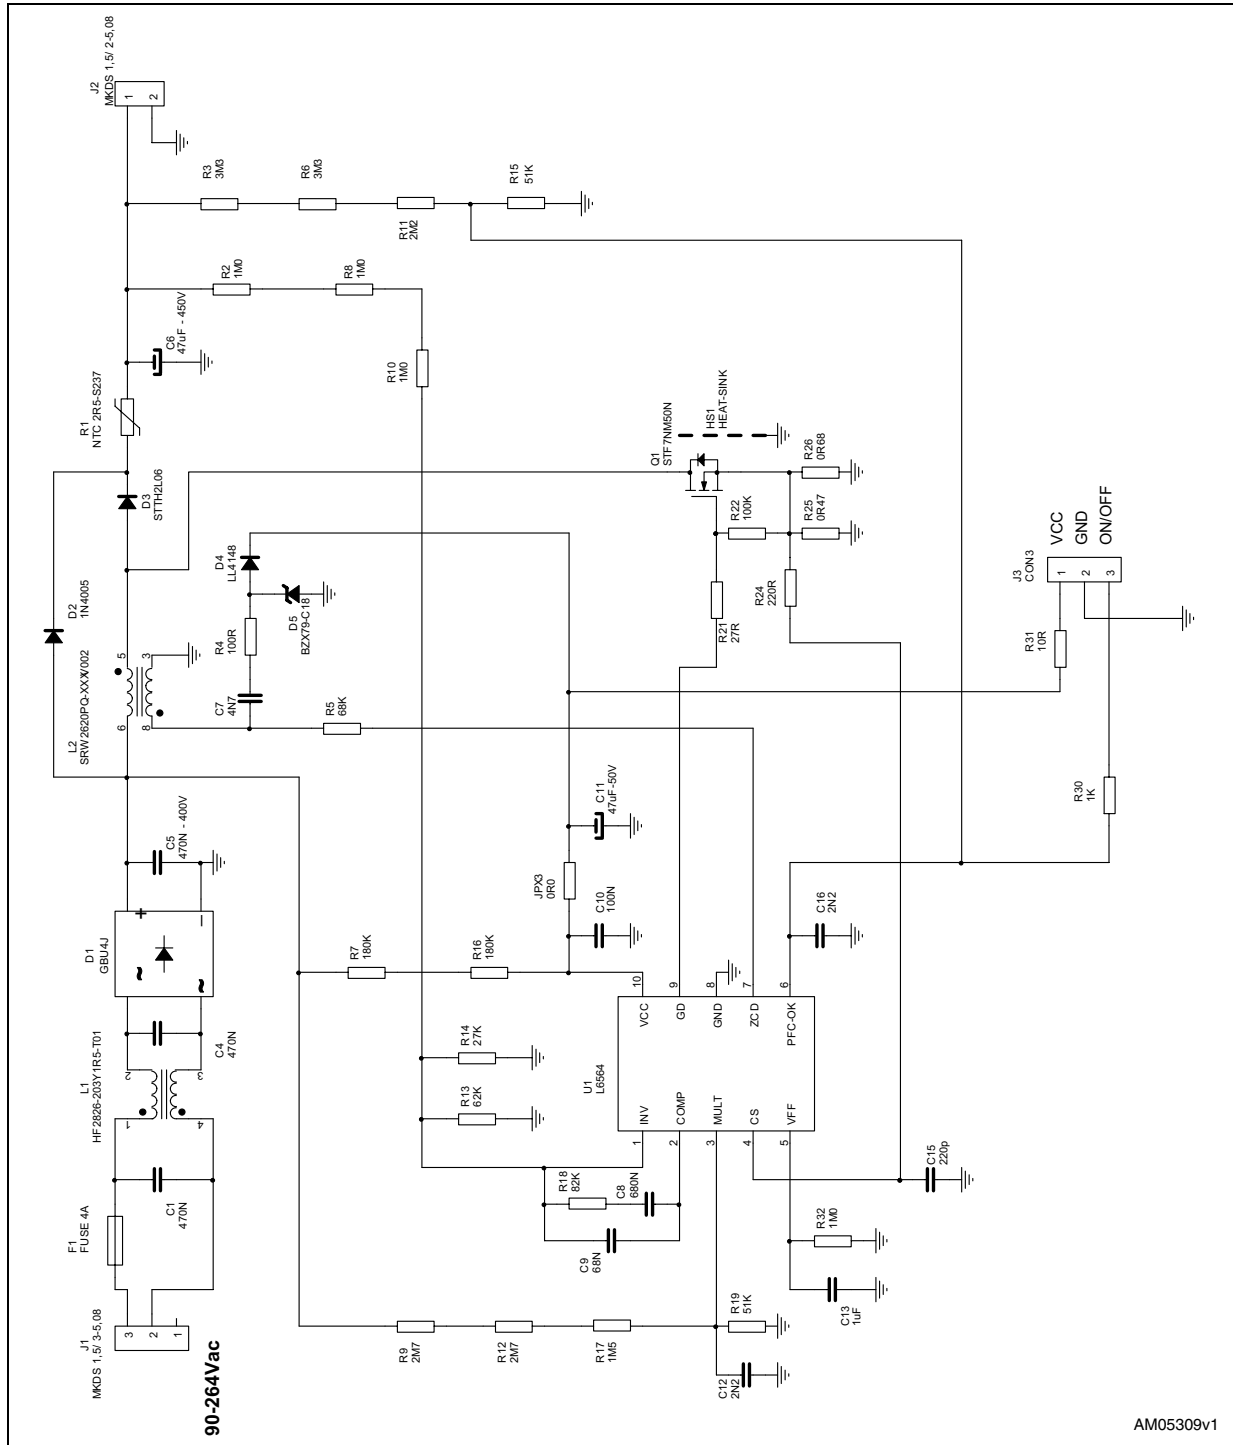 J2
MKDS 1,5/ 2-5,08
1
2
R3
3M3
R6
3M3
R11
2M2
R15
51K
R2
1M0
R8
1M0
R10
1M0
C6
47uF - 450V
R1
NTC 2R5-S237
D3
STTH2L06
D2
1N4005
L2
SRW2620PQ-XXXV002
5
3
6
8
D4
LL4148
D5
BZX79-C18
R4
100R
C7
4N7
R5
68K
Q1
STF7NM50N
HS1
HEAT-SINK
R22
100K
R26
0R68
R25
0R47
R24
220R
R21
27R
J3
CON3
1
2
3
VCC
GND
ON/OFF
R31
10R
R30
1K
C11
47uF-50V
JPX3
0R0
C10
100N
C5
470N - 400V
D1
GBU4J
~
~
+
–
R7
180K
R16
180K
C16
2N2
C4
470N
L1
HF2826-203Y1R5-T01
1
2
3
4
R14
27K
R13
62K
U1
L6564
10
9
8
7
6
VCC
GD
GND
ZCD
PFC-OK
INV
COMP
MULT
CS
VFF
1
2
3
4
5
C1
470N
F1
FUSE 4A
R18
82K
C8
680N
C9
68N
C15
220p
R32
1M0
C13
1uF
J1
MKDS 1,5/ 3-5,08
3
2
1
90-264Vac
R9
2M7
R12
2M7
R17
1M5
R19
51K
C12
2N2
AM05309v1